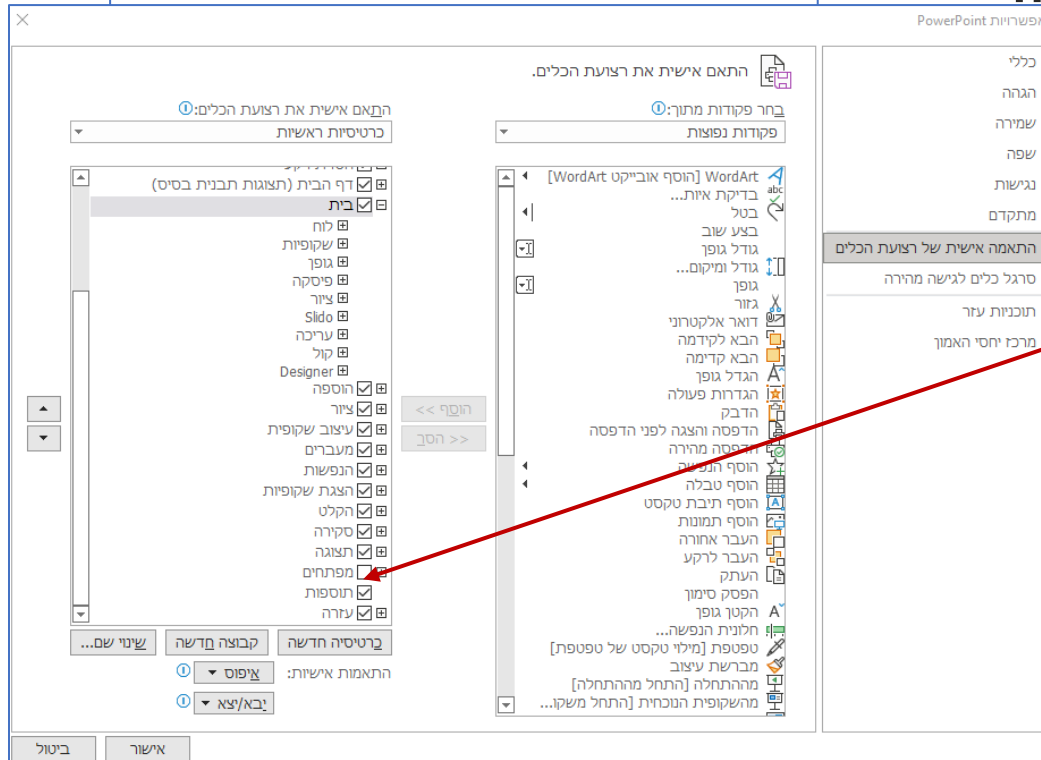 אפשרויות PowerPoint
כללי
הגהה
שמירה
שפה
נגישות
מתקדם
התאמה אישית של רצועת הכלים
סרגל כלים לגישה מהירה
תוכניות עזר
מרכז יחסי האמון
התאם אישית את רצועת הכלים.
בחר פקודות מתוך:
פקודות נפוצות
WordArt [הוסף אובייקט WordArt]
בדיקת איות...
בטל
בצע שוב
גודל גופן
גודל ומיקום...
גופן
גזור
דואר אלקטרוני
הבא לקידמה
הבא קדימה
הגדל גופן
הגדרות פעולה
הדבק
הדפסה והצגה לפני הדפסה
הדפסה מהירה
הוסף הנפשה
הוסף טבלה
הוסף תיבת טקסט
הוסף תמונות
העבר אחורה
העבר לרקע
העתק
הפסק סימון
הקטן גופן
חלונית הנפשה...
טפטפת [מילוי טקסט של טפטפת]
מברשת עיצוב
מההתחלה [התחל מההתחלה]
מהשקופית הנוכחית [התחל משקו...
הוסף >>
<< הסר
התאם אישית את רצועת הכלים:
כרטיסיות ראשיות
דף הבית (תצוגות תבנית בסיס)
בית
לוח
שקופיות
גופן
פיסקה
ציור
Slido
עריכה
קול
Designer
הוספה
ציור
עיצוב שקופית
מעברים
הנפשות
הצגת שקופיות
הקלט
סקירה
תצוגה
מפתחים
תוספות
עזרה
כרטיסיה חדשה
קבוצה חדשה
שינוי שם...
התאמות אישיות:
איפוס
יבא/יצא
אישור
ביטול